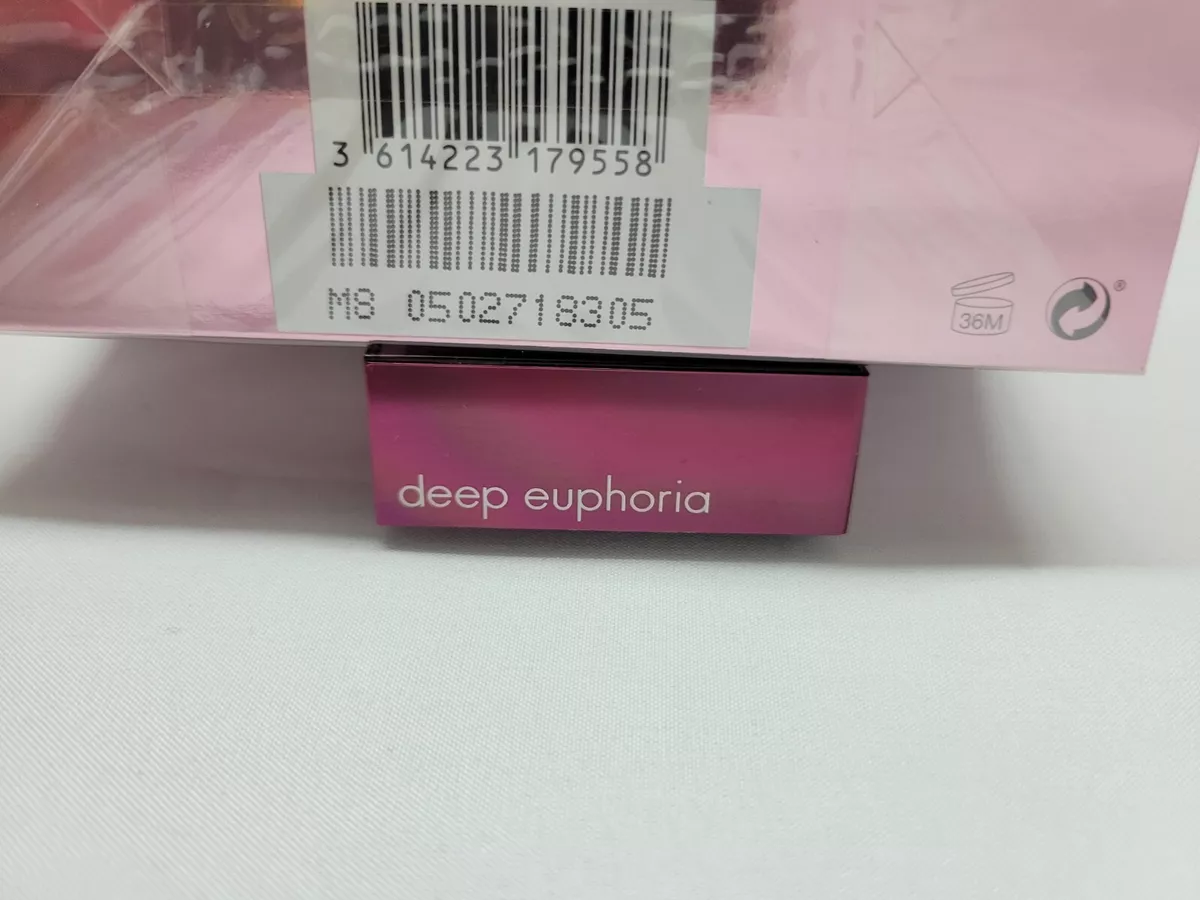 3 614223 179558
M8 0502718305
36M
®
deep euphoria